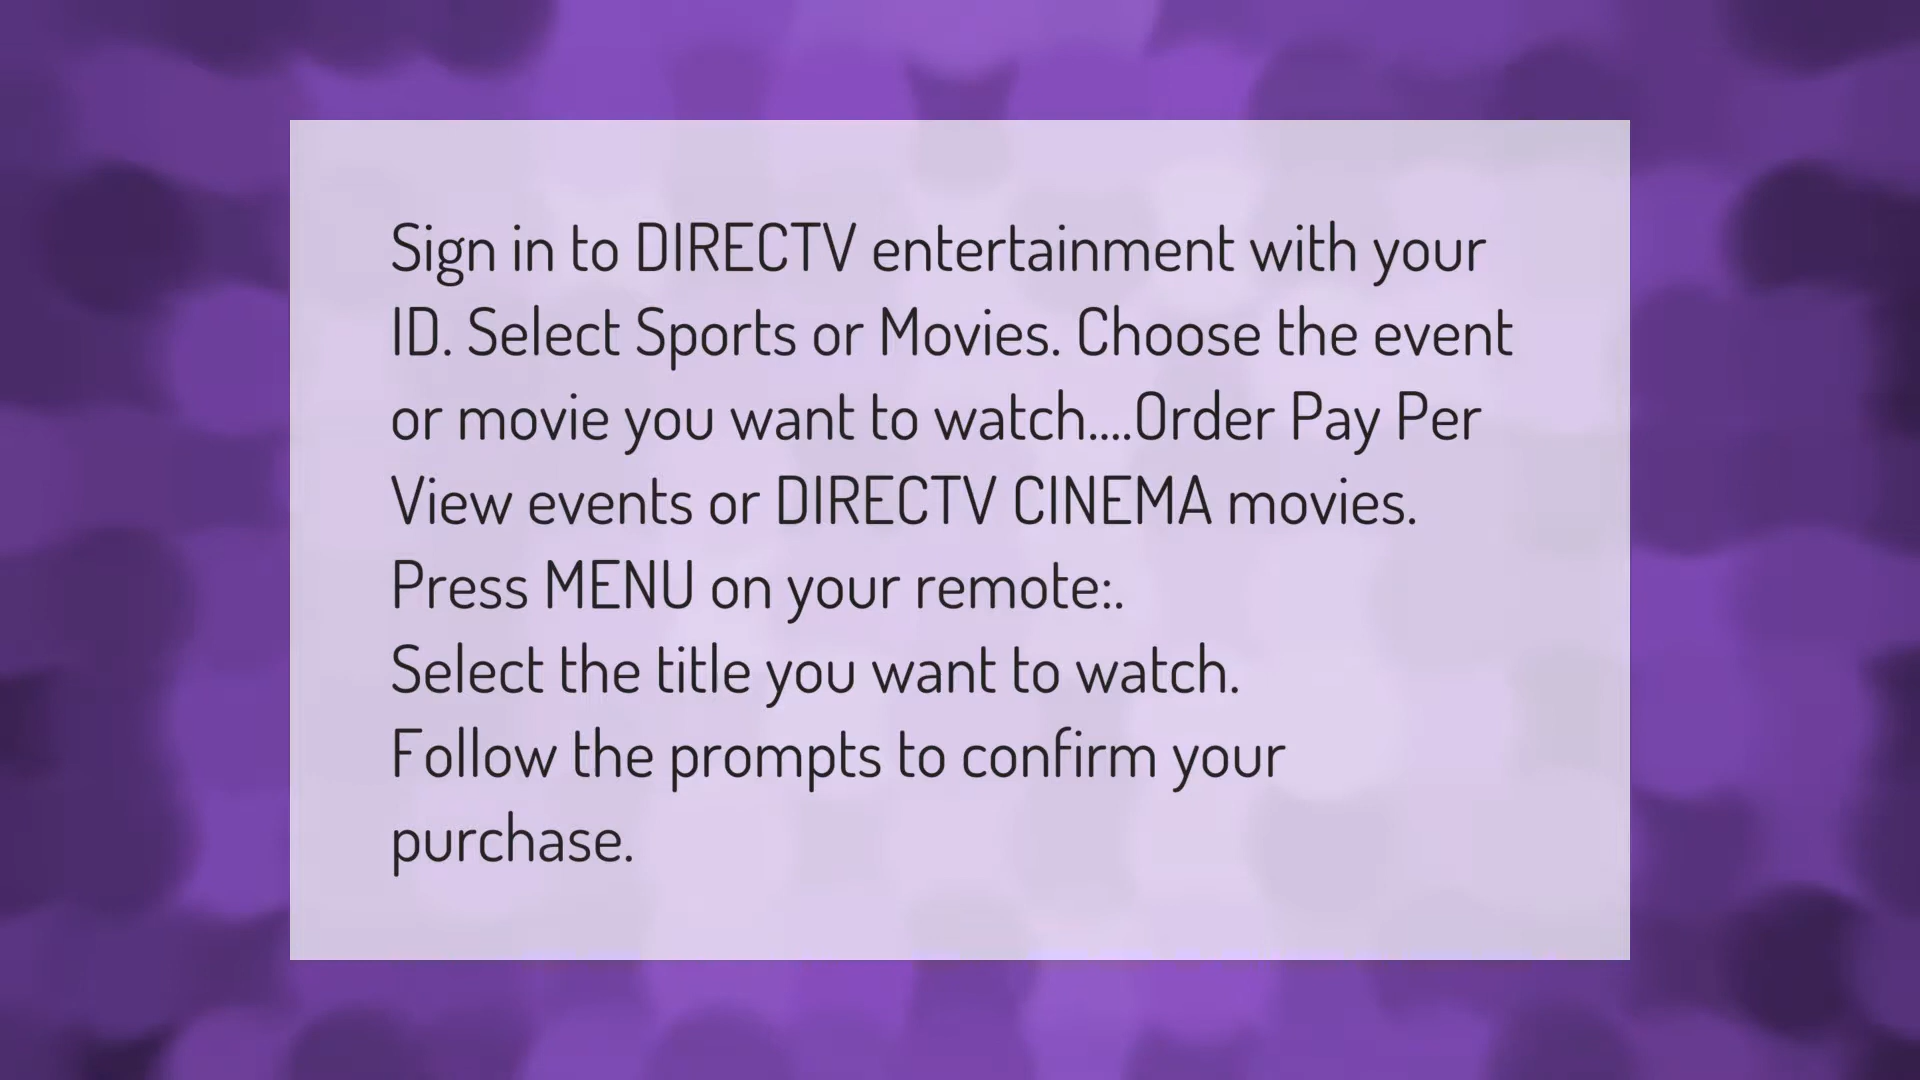 Sign in to DIRECTV entertainment with your
ID. Select Sports or Movies. Choose the event
or movie you want to watch....Order Pay Per
View events or DIRECTV CINEMA movies.
Press MENU on your remote:.
Select the title you want to watch.
Follow the prompts to confirm your
purchase.